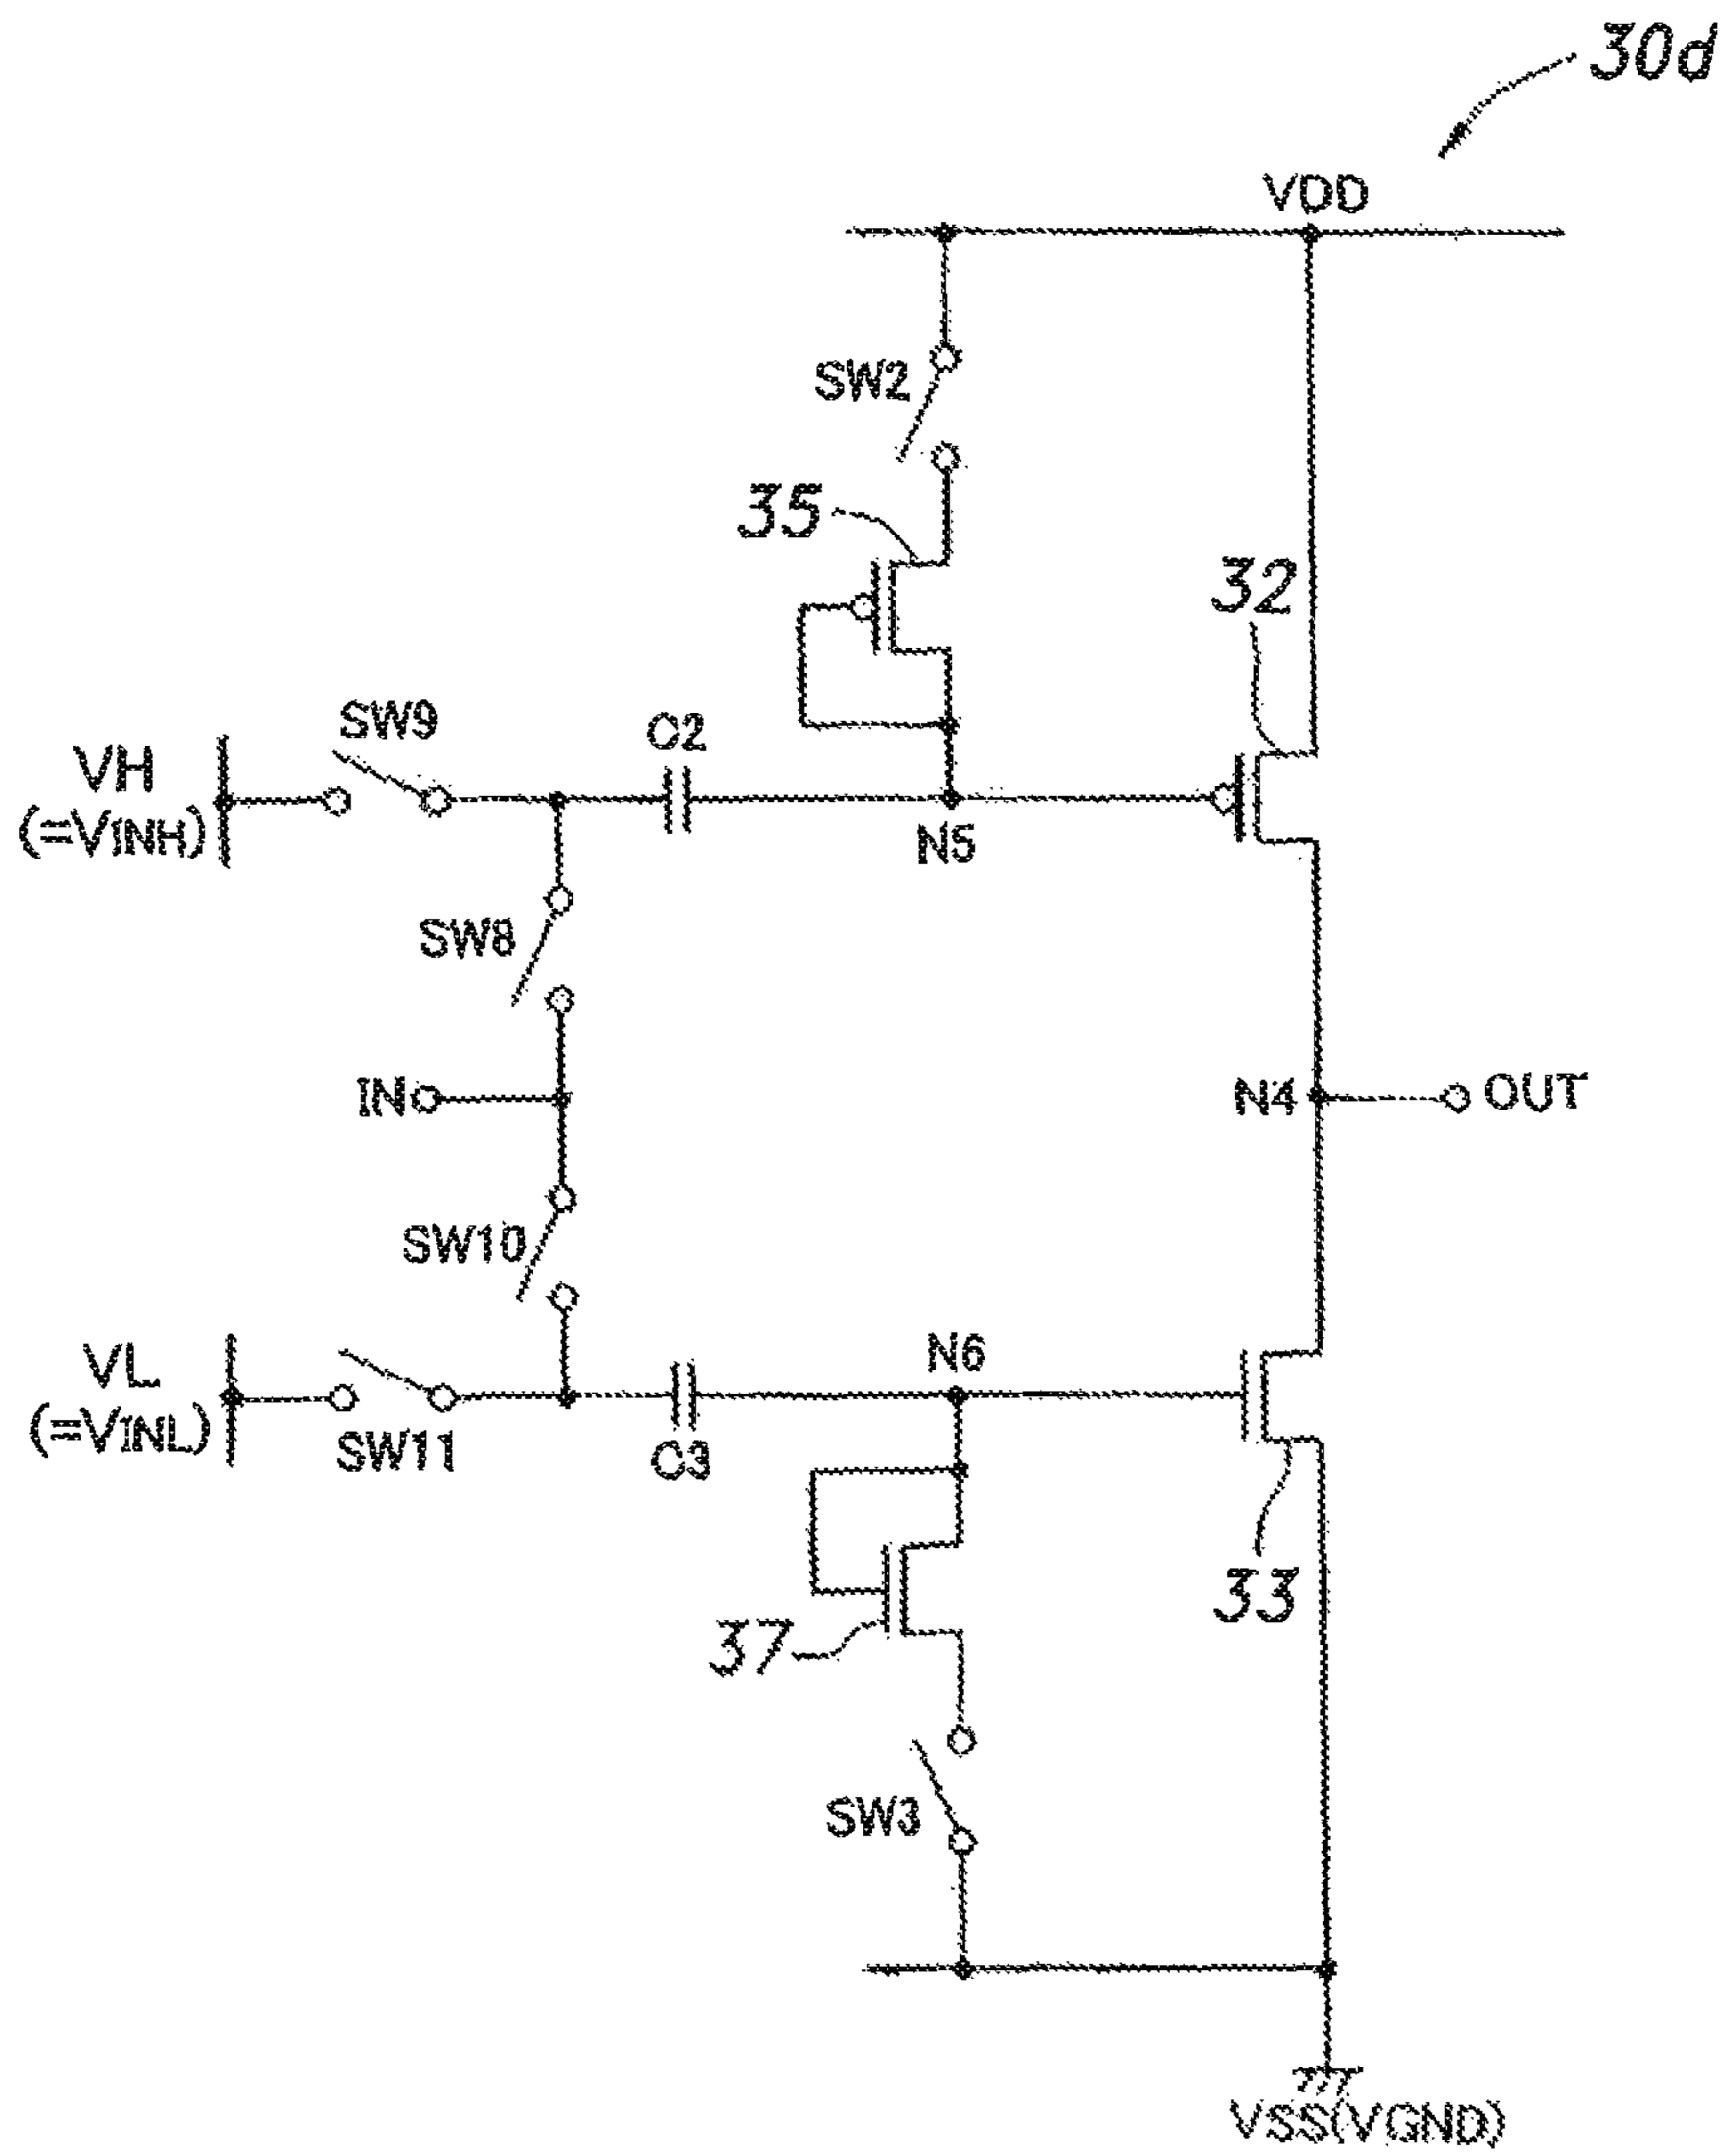 30d
VDD
SW2
35
32
SW9
C2
VH
(=VINH)
N5
SW8
IN
N4
OUT
SW10
N6
VL
(=VINL)
SW11
C3
33
37
SW3
VSS(VGND)